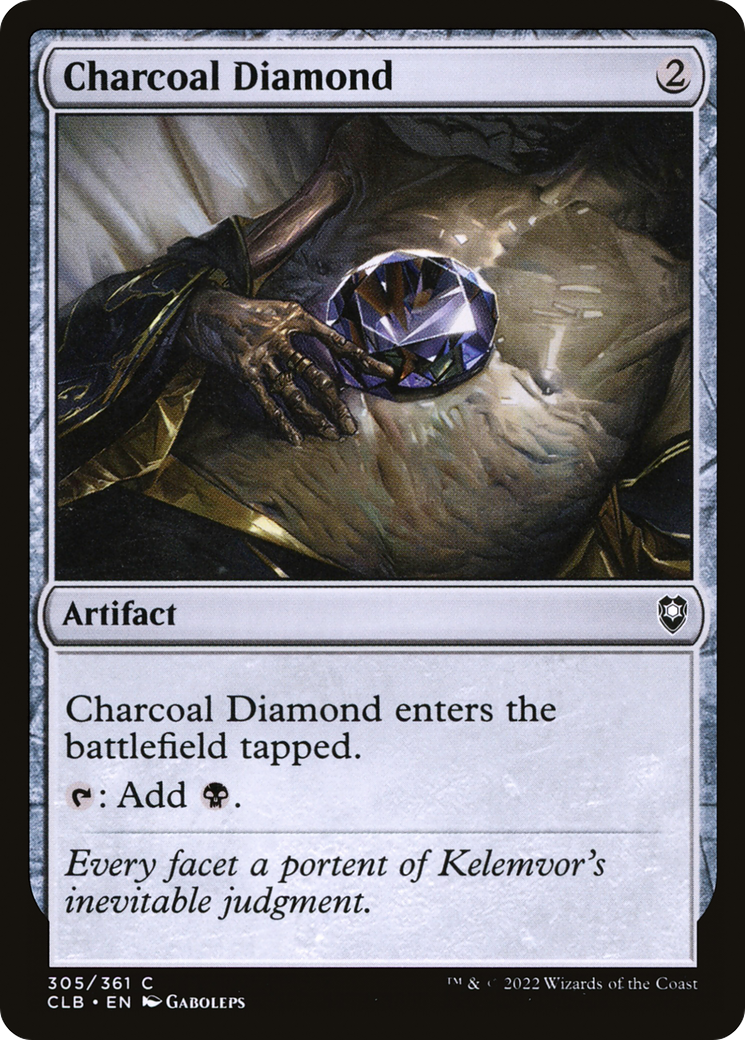 Charcoal Diamond 2
Artifact
Charcoal Diamond enters the
battlefield tapped.
: Add .
Every facet a portent of Kelemvor's
inevitable judgment.
305/361 C
CLB • EN GABOLEPS
™ & © 2022 Wizards of the Coast